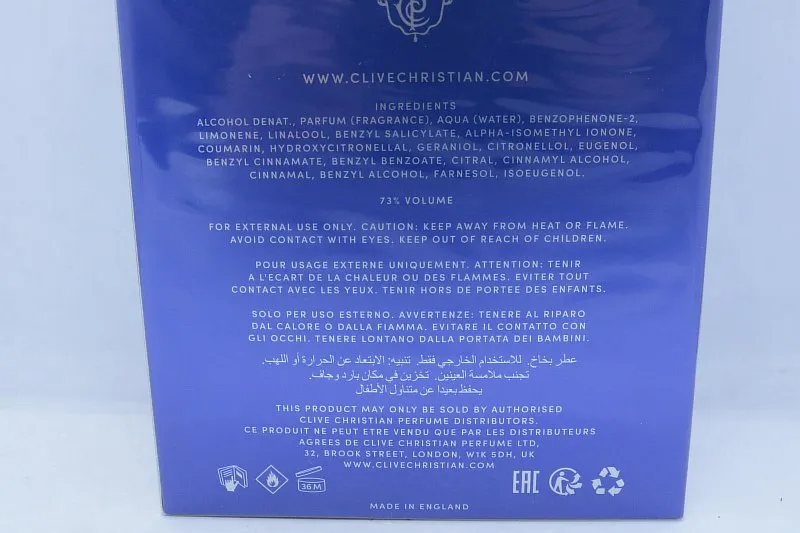 WWW.CLIVECHRISTIAN.COM
INGREDIENTS
ALCOHOL DENAT., PARFUM (FRAGRANCE), AQUA (WATER), BENZOPHENONE-2,
LIMONENE, LINALOOL, BENZYL SALICYLATE, ALPHA-ISOMETHYL IONONE,
COUMARIN, HYDROXYCITRONELLAL, GERANIOL, CITRONELLOL, EUGENOL,
BENZYL CINNAMATE, BENZYL BENZOATE, CITRAL, CINNAMYL ALCOHOL,
CINNAMAL, BENZYL ALCOHOL, FARNESOL, ISOEUGENOL.
73% VOLUME
FOR EXTERNAL USE ONLY. CAUTION: KEEP AWAY FROM HEAT OR FLAME.
AVOID CONTACT WITH EYES. KEEP OUT OF REACH OF CHILDREN.
POUR USAGE EXTERNE UNIQUEMENT. ATTENTION: TENIR
A L'ECART DE LA CHALEUR OU DES FLAMMES. EVITER TOUT
CONTACT AVEC LES YEUX. TENIR HORS DE PORTEE DES ENFANTS.
SOLO PER USO ESTERNO. AVVERTENZE: TENERE AL RIPARO
DAL CALORE O DALLA FIAMMA. EVITARE IL CONTATTO CON
GLI OCCHI. TENERE LONTANO DALLA PORTATA DEI BAMBINI.
عطر بخاخ. للاستخدام الخارجي فقط. تنبيه: الابتعاد عن الحرارة أو اللهب.
تجنب ملامسة العينين. تخزين في مكان بارد وجاف.
يحفظ بعيدا عن متناول الأطفال
THIS PRODUCT MAY ONLY BE SOLD BY AUTHORISED
CLIVE CHRISTIAN PERFUME DISTRIBUTORS.
CE PRODUIT NE PEUT ETRE VENDU QUE PAR LES DISTRIBUTEURS
AGREES DE CLIVE CHRISTIAN PERFUME LTD,
32, BROOK STREET, LONDON, W1K 5DH, UK
WWW.CLIVECHRISTIAN.COM
36 M
EAC
MADE IN ENGLAND